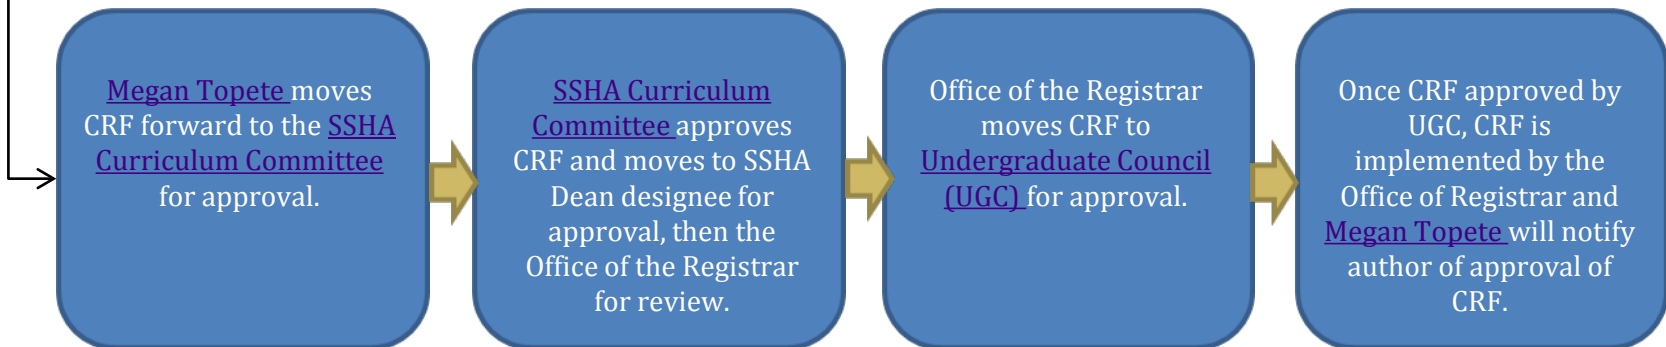 Megan Topete moves
CRF forward to the SSHA
Curriculum Committee
for approval.
SSHA Curriculum
Committee approves
CRF and moves to SSHA
Dean designee for
approval, then the
Office of the Registrar
for review.
Office of the Registrar
moves CRF to
Undergraduate Council
(UGC) for approval.
Once CRF approved by
UGC, CRF is
implemented by the
Office of Registrar and
Megan Topete will notify
author of approval of
CRF.